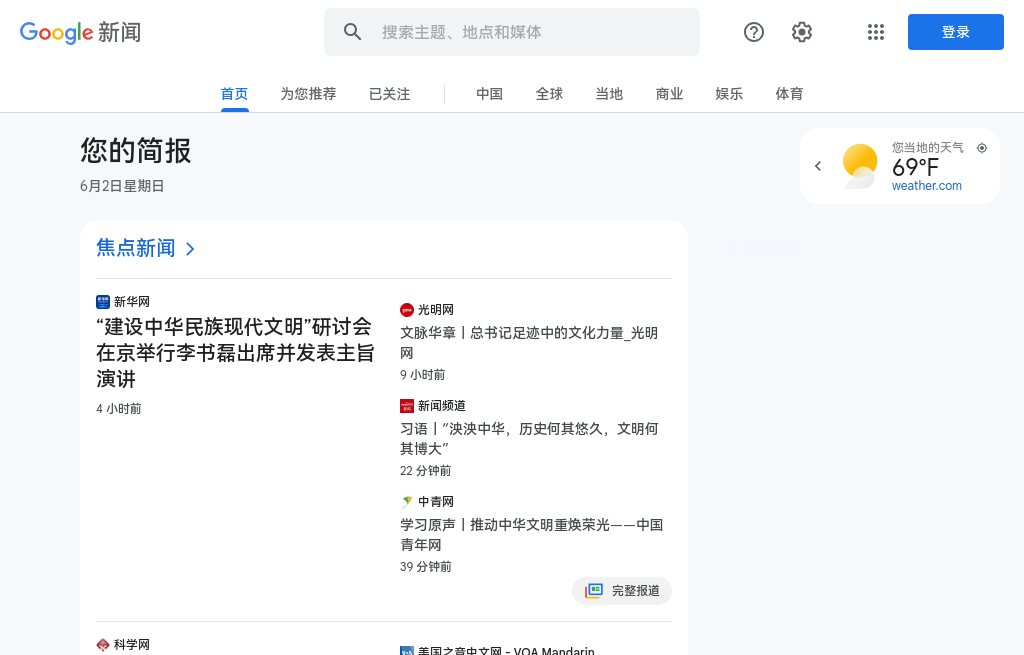 Google 新闻
搜索主题、地点和媒体
登录
首页
为您推荐
已关注
中国
全球
当地
商业
娱乐
体育
您的简报
6月2日星期日
您当地的天气
69°F
weather.com
焦点新闻
新华网
“建设中华民族现代文明”研讨会
在京举行李书磊出席并发表主旨
演讲
4 小时前
光明网
文脉华章丨总书记足迹中的文化力量_光明
网
9 小时前
新闻频道
习语丨“泱泱中华，历史何其悠久，文明何
其博大”
22 分钟前
中青网
学习原声丨推动中华文明重焕荣光——中国
青年网
39 分钟前
完整报道
科学网
美国之音中文网 - VOA Mandarin